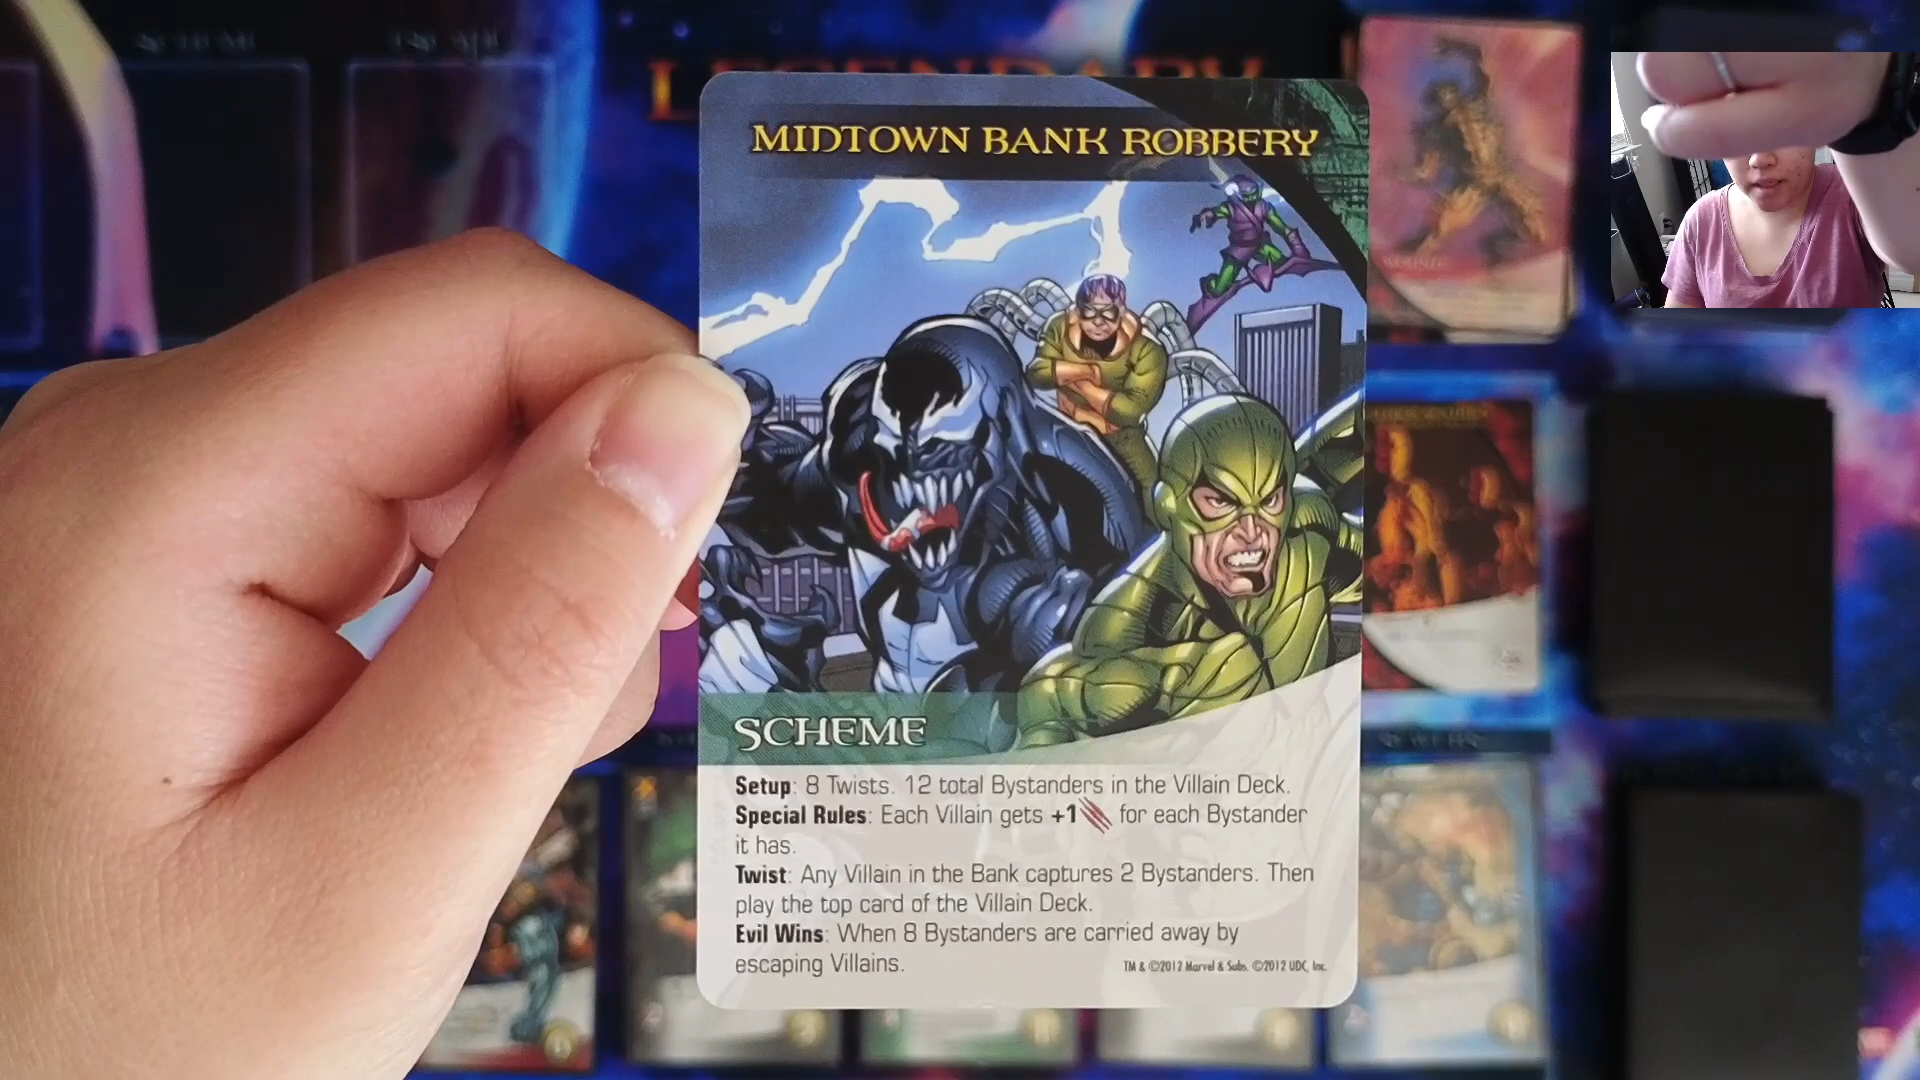 LEGENDARY
MIDTOWN BANK ROBBERY
SCHEME
Setup: 8 Twists. 12 total Bystanders in the Villain Deck.
Special Rules: Each Villain gets +1 for each Bystander
it has.
Twist: Any Villain in the Bank captures 2 Bystanders. Then
play the top card of the Villain Deck.
Evil Wins: When 8 Bystanders are carried away by
escaping Villains.
TM & ©2012 Marvel & Subs. ©2012 UDC, Inc.